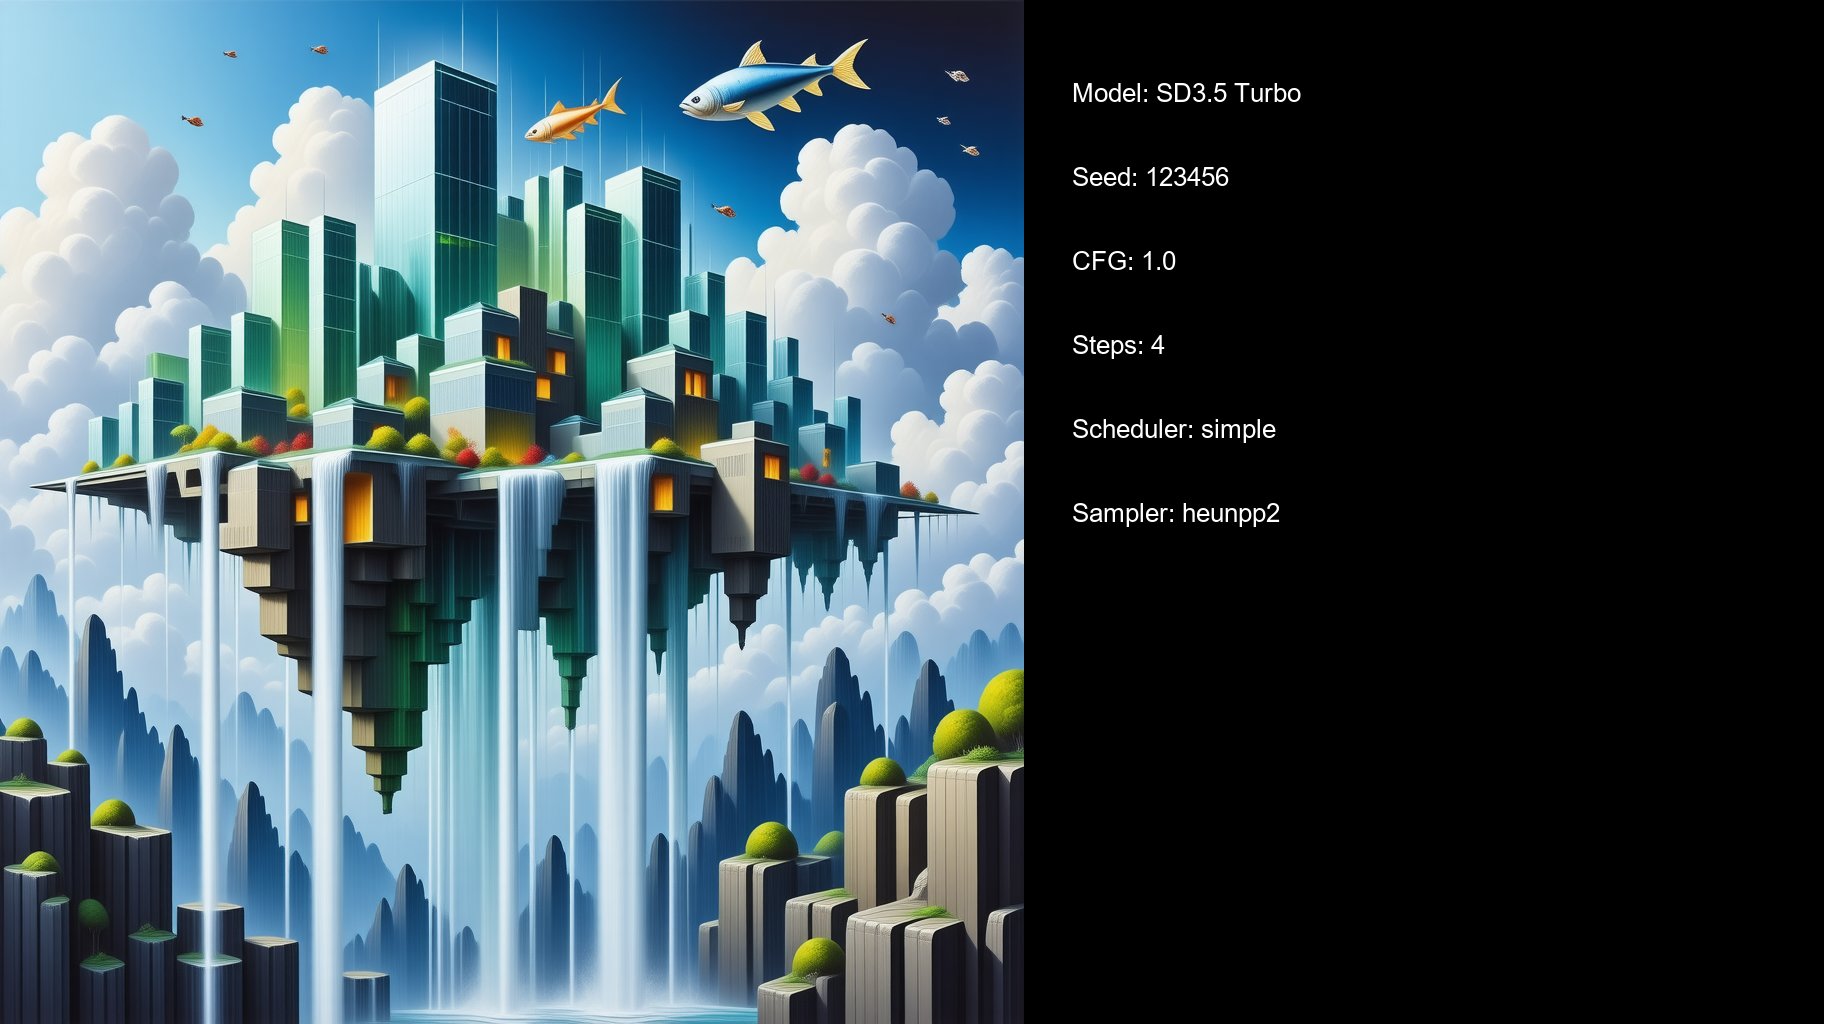 Model: SD3.5 Turbo
Seed: 123456
CFG: 1.0
Steps: 4
Scheduler: simple
Sampler: heunpp2